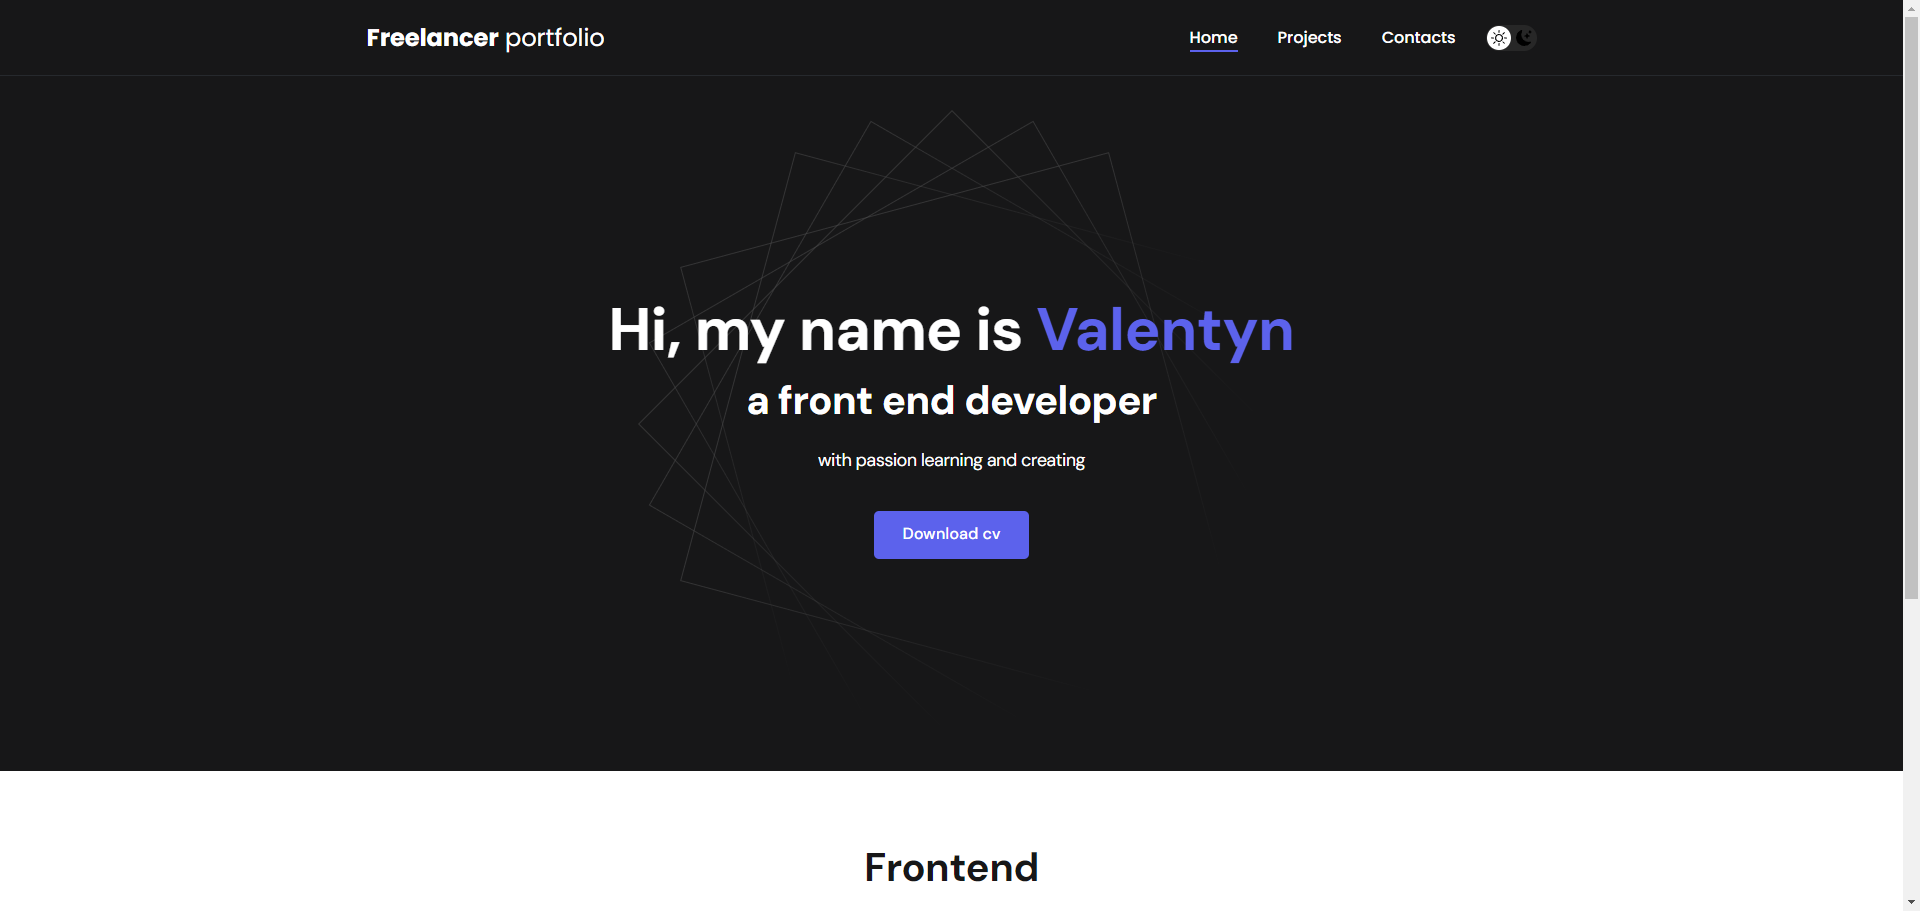 Freelancer portfolio
Home
Projects
Contacts
Hi, my name is Valentyn
a front end developer
with passion learning and creating
Download cv
Frontend